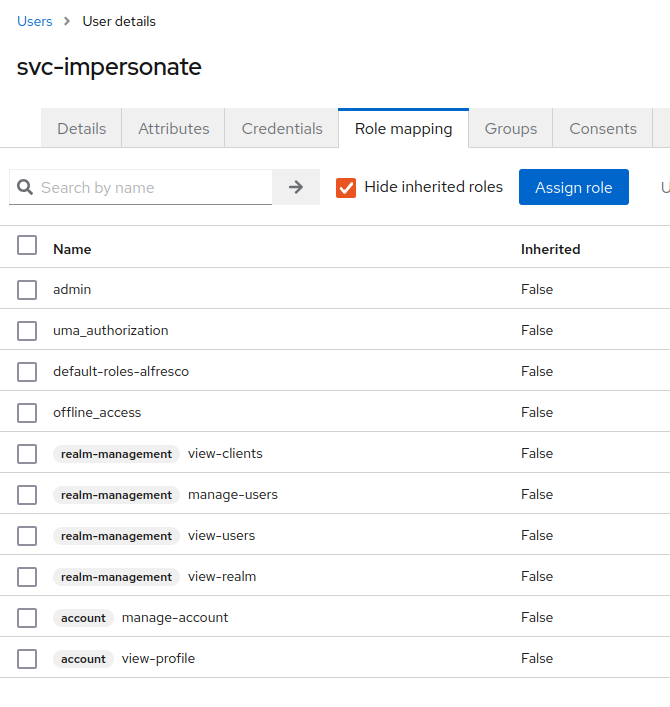 Users > User details
svc-impersonate
Details Attributes Credentials Role mapping Groups Consents
Search by name Hide inherited roles Assign role U
Name Inherited
admin False
uma_authorization False
default-roles-alfresco False
offline_access False
realm-management view-clients False
realm-management manage-users False
realm-management view-users False
realm-management view-realm False
account manage-account False
account view-profile False